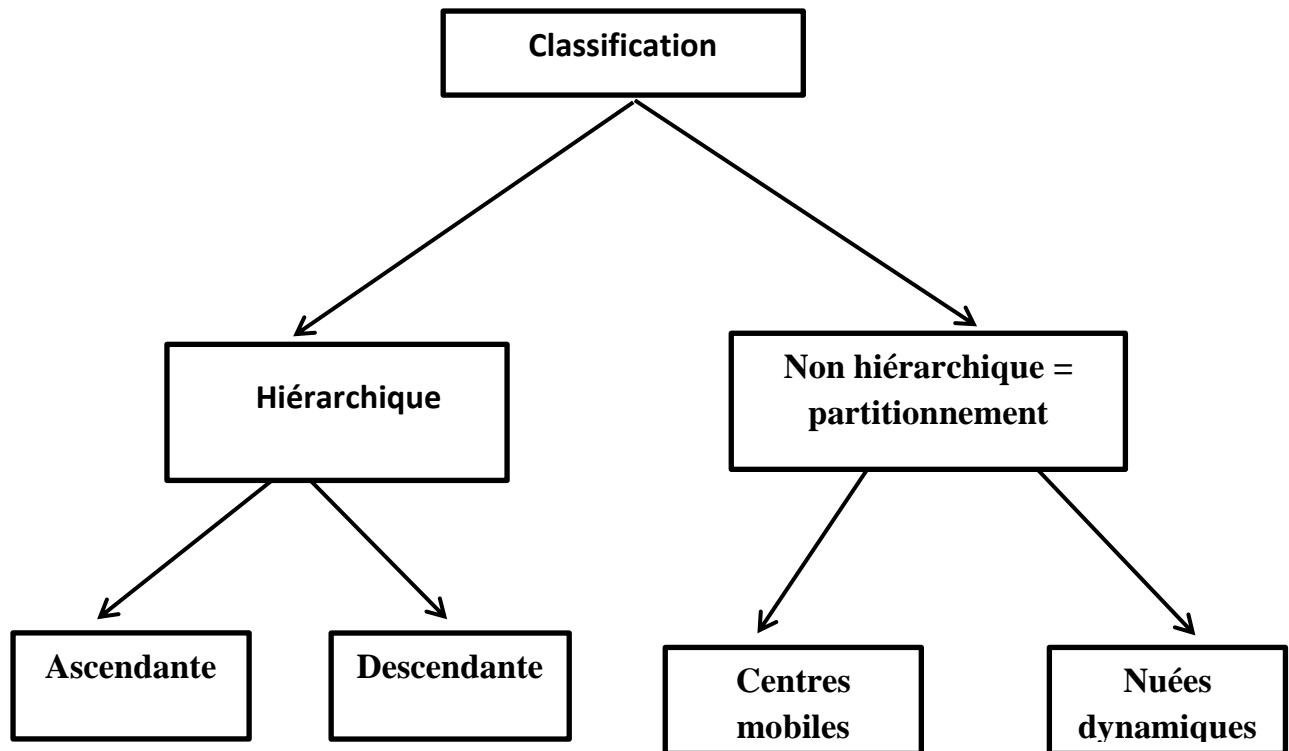 Classification
Hiérarchique
Non hiérarchique =
partitionnement
Ascendante
Descendante
Centres
mobiles
Nuées
dynamiques